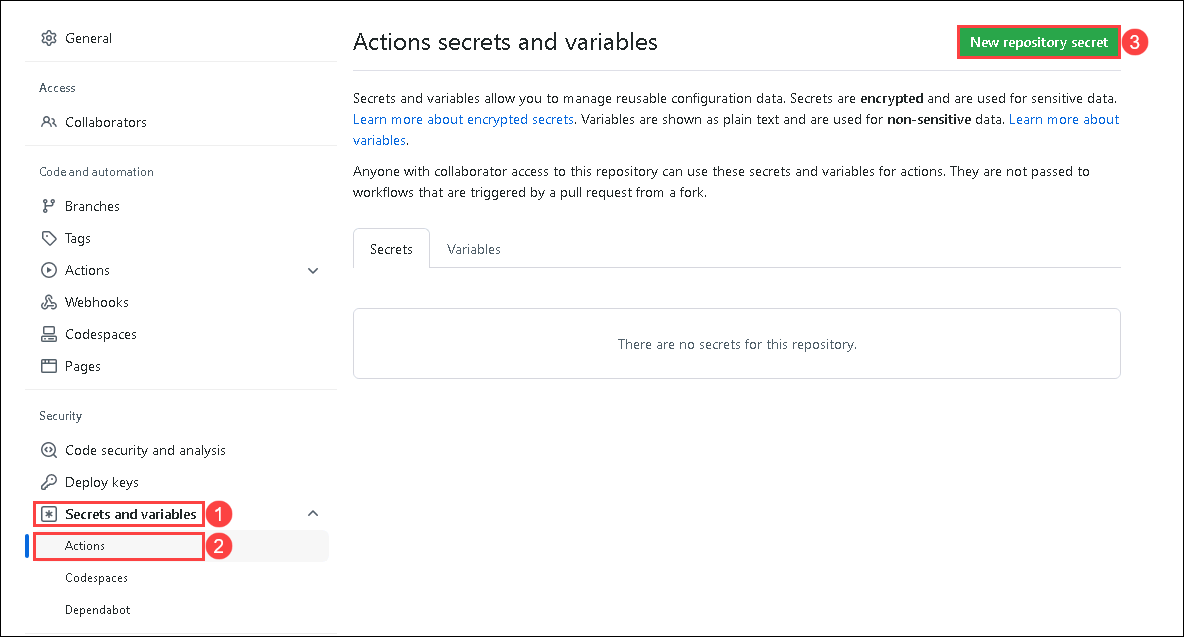 General
Access
Collaborators
Code and automation
Branches
Tags
Actions
Webhooks
Codespaces
Pages
Security
Code security and analysis
Deploy keys
Secrets and variables 1
Actions 2
Codespaces
Dependabot
Actions secrets and variables
New repository secret 3
Secrets and variables allow you to manage reusable configuration data. Secrets are encrypted and are used for sensitive data.
Learn more about encrypted secrets. Variables are shown as plain text and are used for non-sensitive data. Learn more about
variables.
Anyone with collaborator access to this repository can use these secrets and variables for actions. They are not passed to
workflows that are triggered by a pull request from a fork.
Secrets Variables
There are no secrets for this repository.